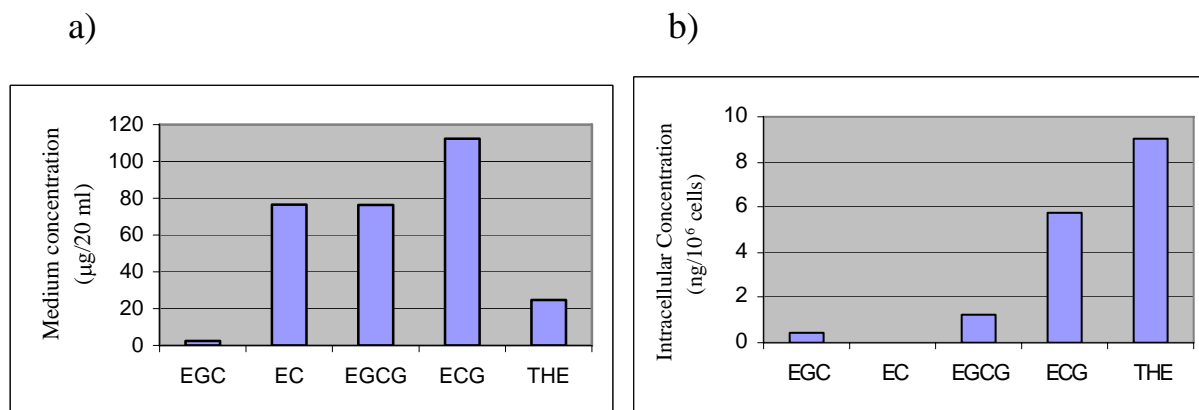 a)
Medium concentration
(µg/20 ml)
120
100
80
60
40
20
0
EGC EC EGCG ECG THE
b)
Intracellular Concentration
(ng/10⁶ cells)
10
8
6
4
2
0
EGC EC EGCG ECG THE